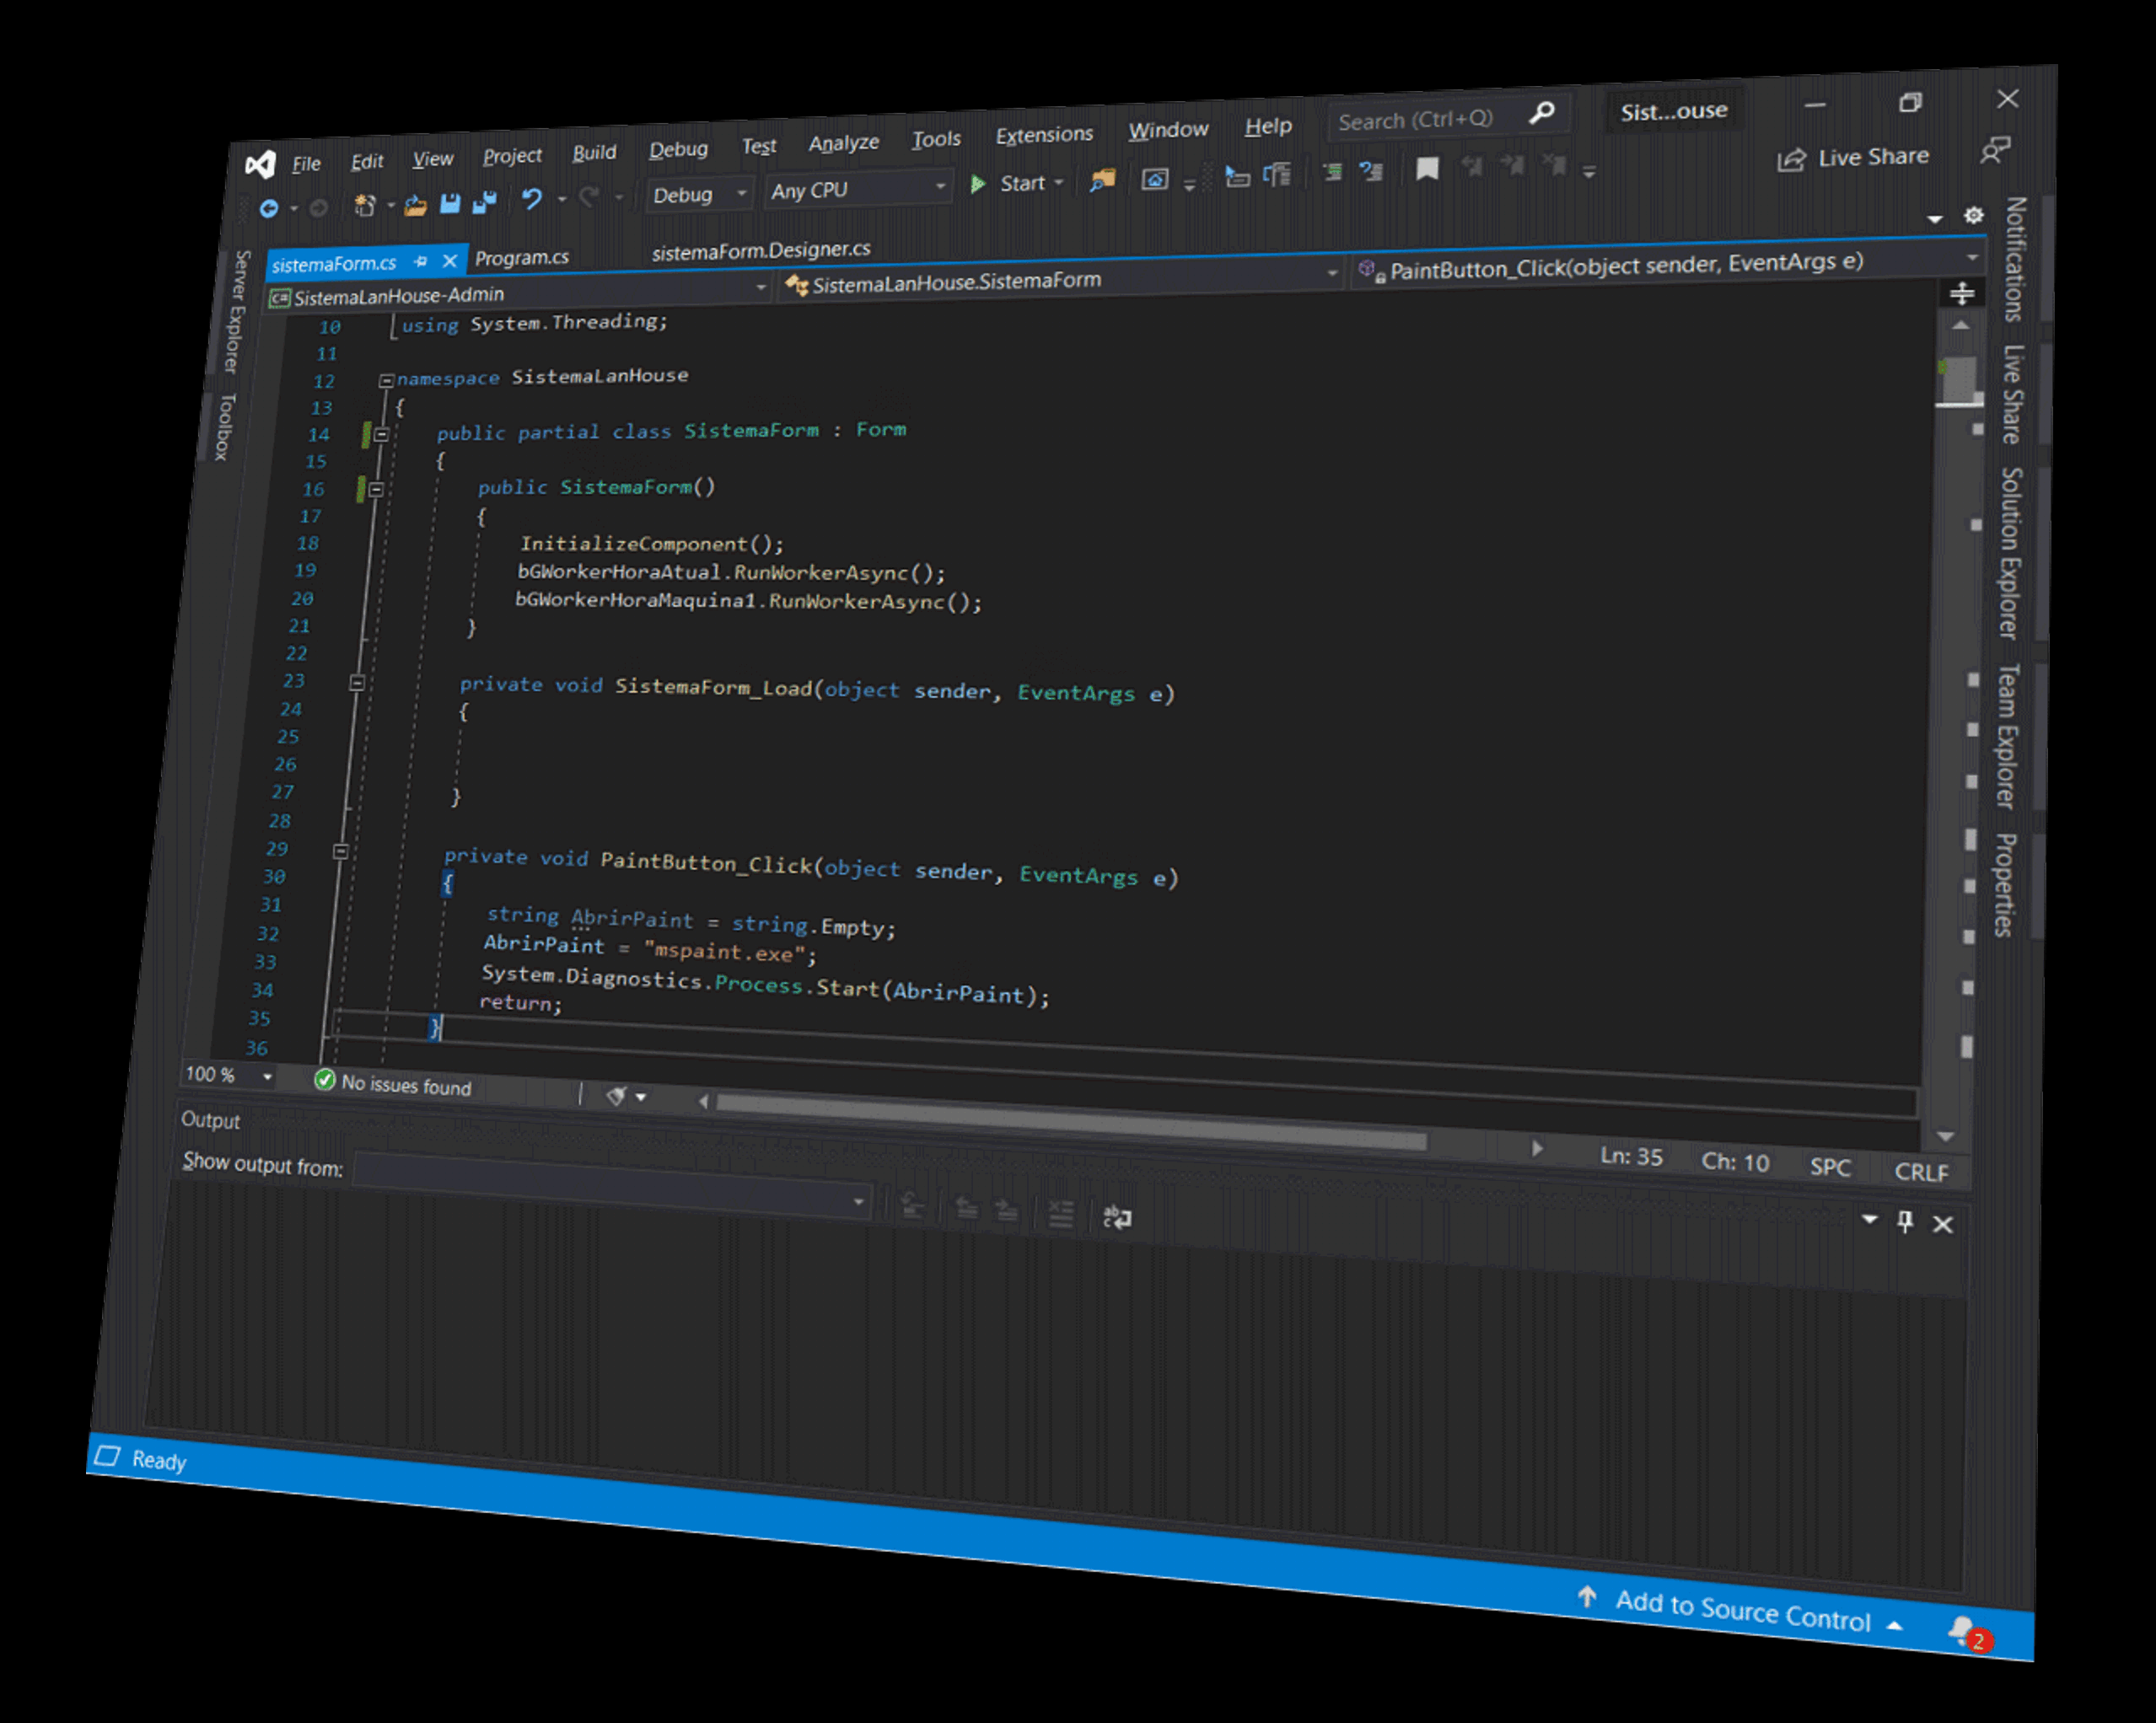 File Edit View Project Build Debug Test Analyze Tools Extensions Window Help Search (Ctrl+Q) Sist...ouse
Debug Any CPU Start Live Share
sistemaForm.cs Program.cs sistemaForm.Designer.cs
SistemaLanHouse-Admin SistemaLanHouse.SistemaForm PaintButton_Click(object sender, EventArgs e)
Server Explorer
Toolbox
10 using System.Threading;
11
12 namespace SistemaLanHouse
13 {
14 public partial class SistemaForm : Form
15 {
16 public SistemaForm()
17 {
18 InitializeComponent();
19 bGWorkerHoraAtual.RunWorkerAsync();
20 bGWorkerHoraMaquina1.RunWorkerAsync();
21 }
22
23 private void SistemaForm_Load(object sender, EventArgs e)
24 {
25
26
27 }
28
29 private void PaintButton_Click(object sender, EventArgs e)
30 {
31 string AbrirPaint = string.Empty;
32 AbrirPaint = "mspaint.exe";
33 System.Diagnostics.Process.Start(AbrirPaint);
34 return;
35 }
36
Notifications
Live Share
Solution Explorer
Team Explorer
Properties
100 % No issues found Ln: 35 Ch: 10 SPC CRLF
Output
Show output from:
Ready
Add to Source Control 2